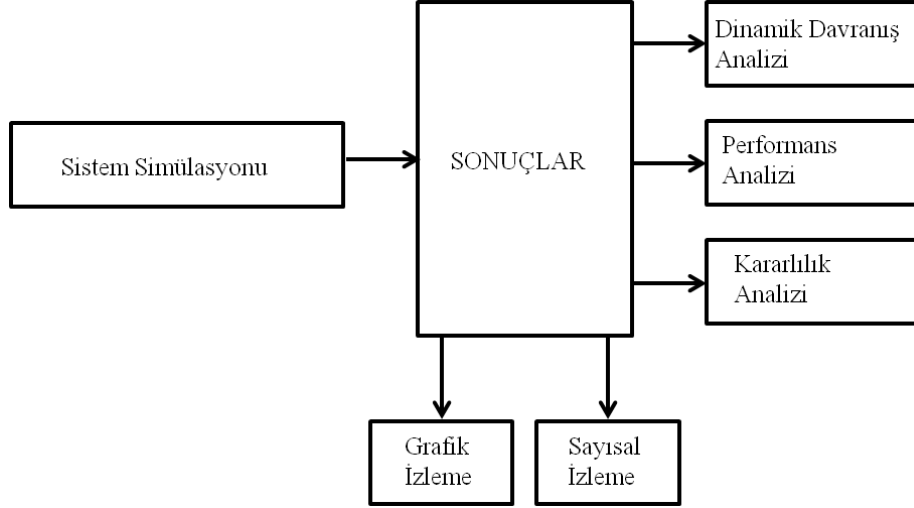 Dinamik Davranış
Analizi
Sistem Simülasyonu
SONUÇLAR
Performans
Analizi
Kararlılık
Analizi
Grafik
İzleme
Sayısal
İzleme